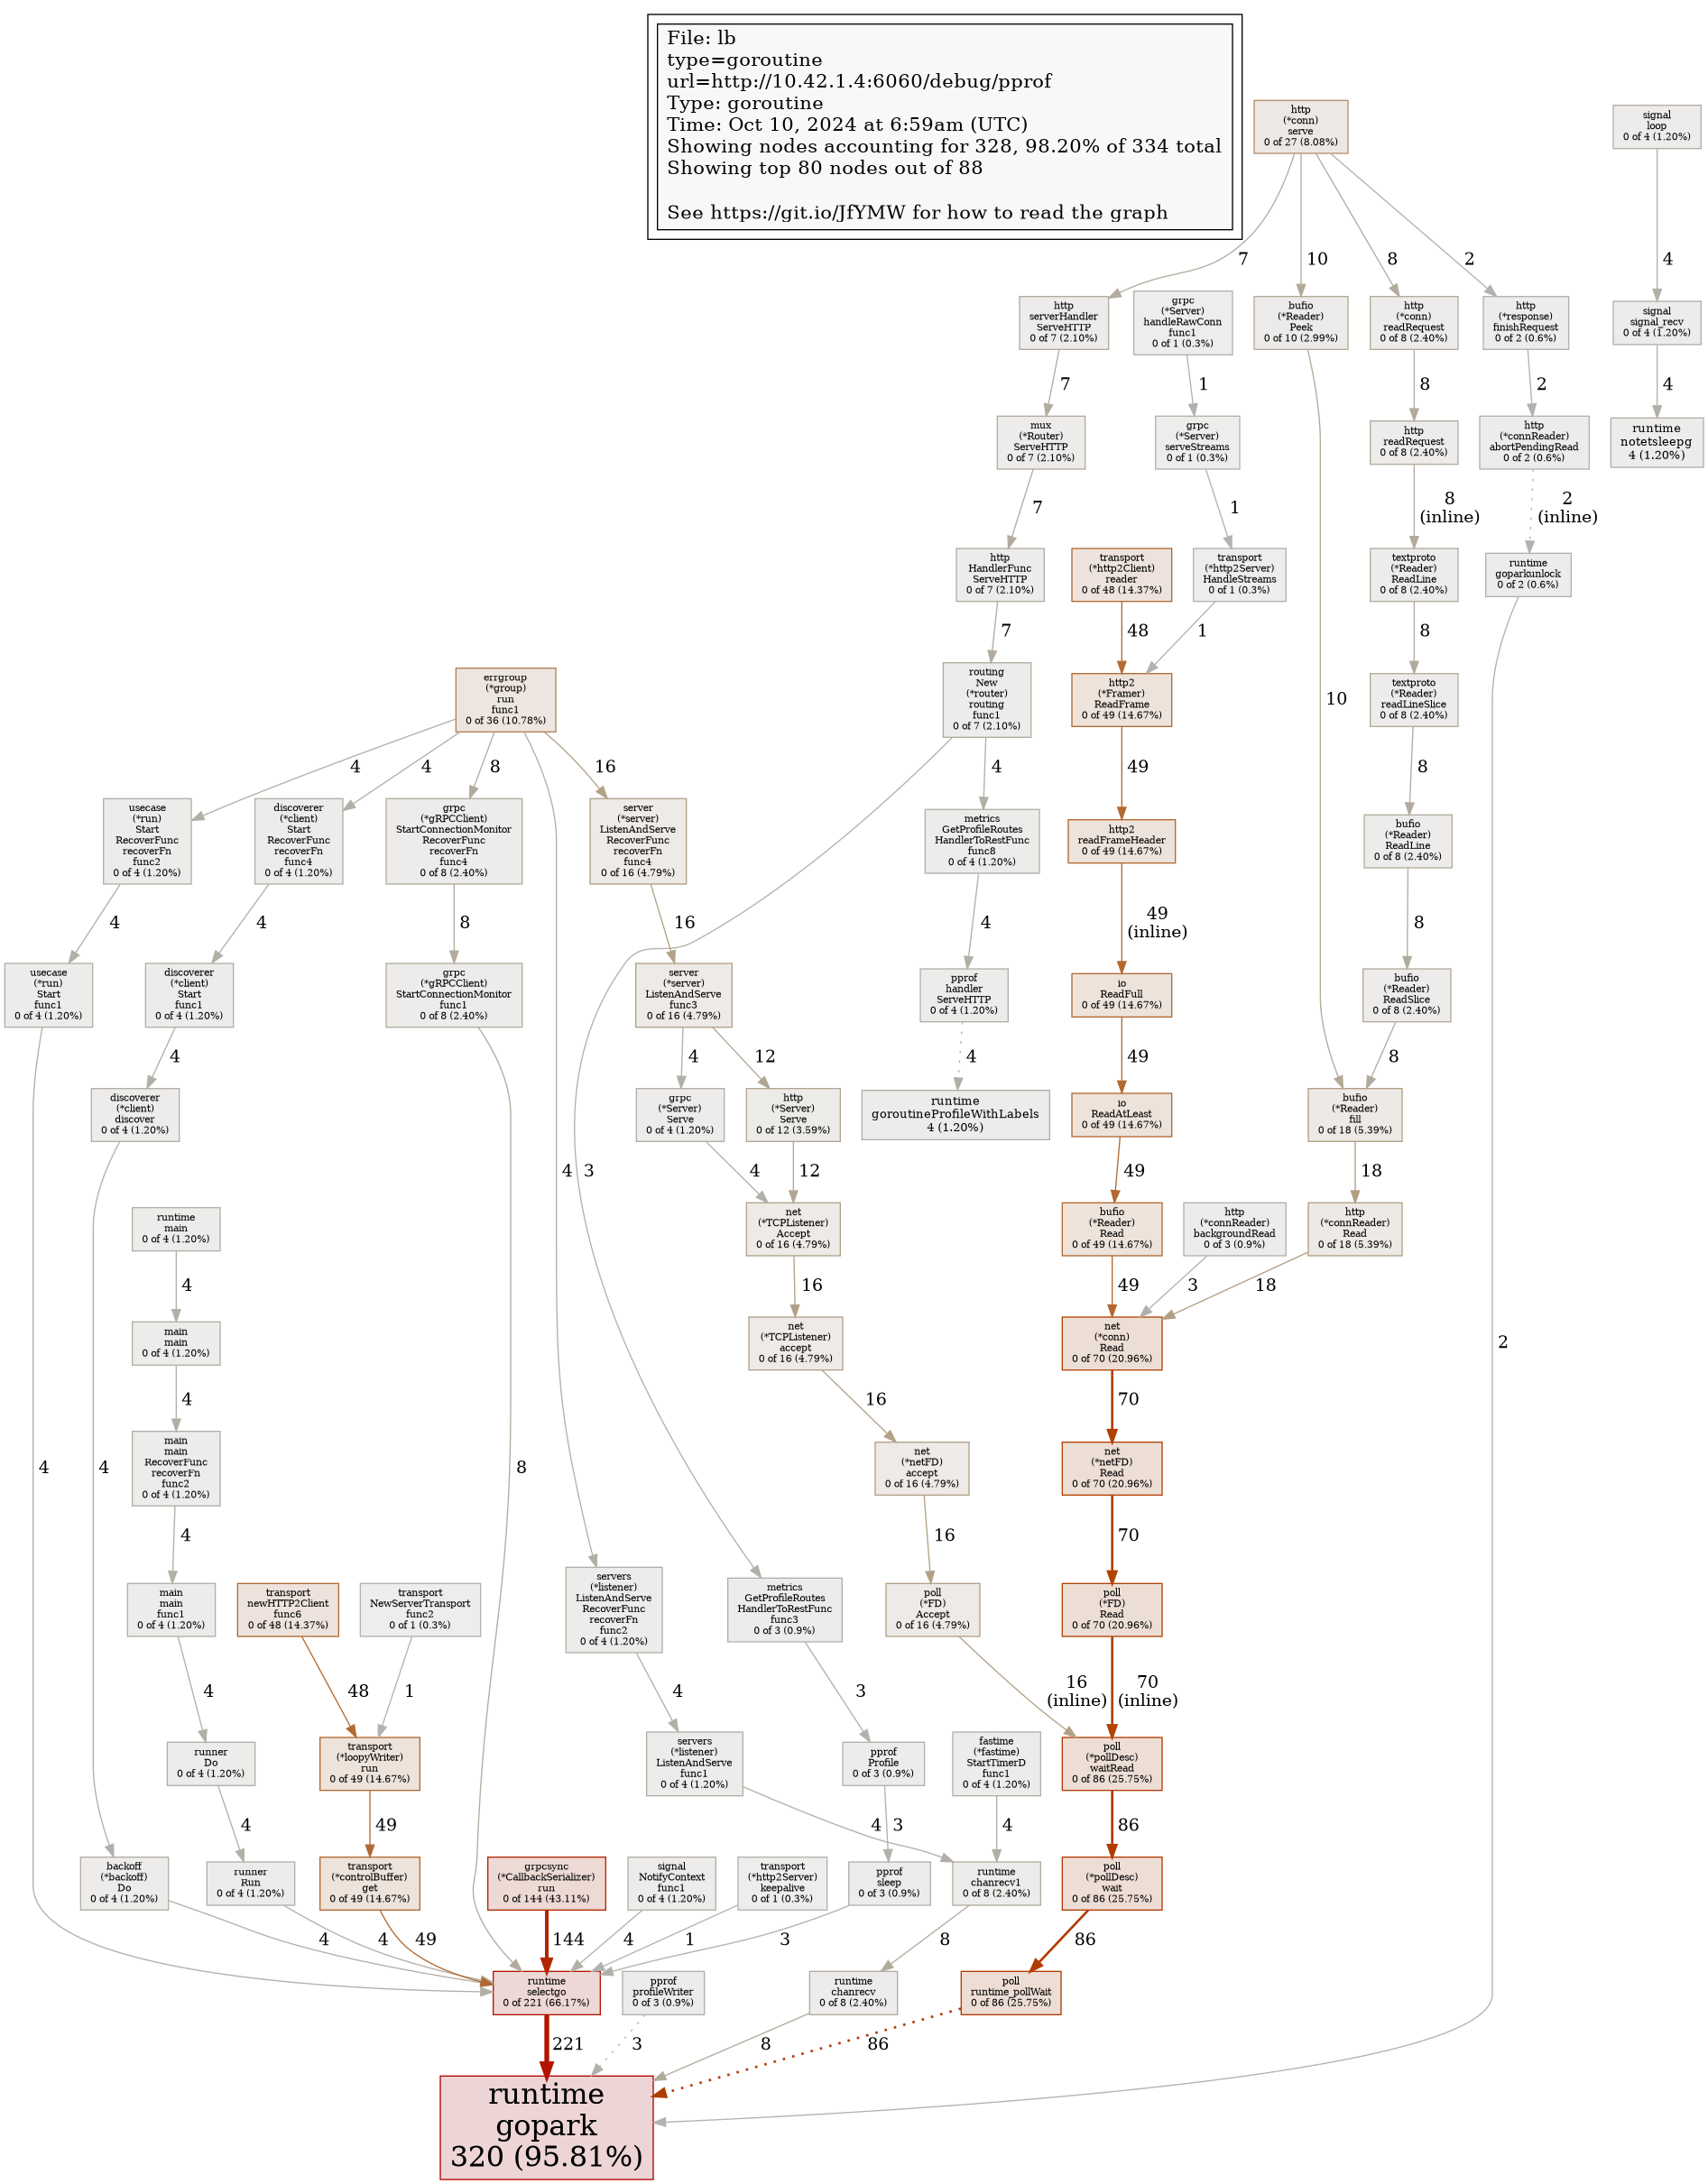 File: lb
type=goroutine
url=http://10.42.1.4:6060/debug/pprof
Type: goroutine
Time: Oct 10, 2024 at 6:59am (UTC)
Showing nodes accounting for 328, 98.20% of 334 total
Showing top 80 nodes out of 88
See https://git.io/JfYMW for how to read the graph
http
(*conn)
serve
0 of 27 (8.08%)
signal
loop
0 of 4 (1.20%)
7
10
8
2
4
http
serverHandler
ServeHTTP
0 of 7 (2.10%)
grpc
(*Server)
handleRawConn
func1
0 of 1 (0.3%)
bufio
(*Reader)
Peek
0 of 10 (2.99%)
http
(*conn)
readRequest
0 of 8 (2.40%)
http
(*response)
finishRequest
0 of 2 (0.6%)
signal
signal_recv
0 of 4 (1.20%)
7
1
8
2
4
mux
(*Router)
ServeHTTP
0 of 7 (2.10%)
grpc
(*Server)
serveStreams
0 of 1 (0.3%)
http
readRequest
0 of 8 (2.40%)
http
(*connReader)
abortPendingRead
0 of 2 (0.6%)
runtime
notetsleepg
4 (1.20%)
7
1
8
(inline)
2
(inline)
http
HandlerFunc
ServeHTTP
0 of 7 (2.10%)
transport
(*http2Client)
reader
0 of 48 (14.37%)
transport
(*http2Server)
HandleStreams
0 of 1 (0.3%)
textproto
(*Reader)
ReadLine
0 of 8 (2.40%)
runtime
goparkunlock
0 of 2 (0.6%)
7
48
1
8
errgroup
(*group)
run
func1
0 of 36 (10.78%)
routing
New
(*router)
routing
func1
0 of 7 (2.10%)
http2
(*Framer)
ReadFrame
0 of 49 (14.67%)
10
textproto
(*Reader)
readLineSlice
0 of 8 (2.40%)
4
4
8
16
4
49
8
usecase
(*run)
Start
RecoverFunc
recoverFn
func2
0 of 4 (1.20%)
discoverer
(*client)
Start
RecoverFunc
recoverFn
func4
0 of 4 (1.20%)
grpc
(*gRPCClient)
StartConnectionMonitor
RecoverFunc
recoverFn
func4
0 of 8 (2.40%)
server
(*server)
ListenAndServe
RecoverFunc
recoverFn
func4
0 of 16 (4.79%)
metrics
GetProfileRoutes
HandlerToRestFunc
func8
0 of 4 (1.20%)
http2
readFrameHeader
0 of 49 (14.67%)
bufio
(*Reader)
ReadLine
0 of 8 (2.40%)
4
4
8
16
4
49
(inline)
8
usecase
(*run)
Start
func1
0 of 4 (1.20%)
discoverer
(*client)
Start
func1
0 of 4 (1.20%)
grpc
(*gRPCClient)
StartConnectionMonitor
func1
0 of 8 (2.40%)
server
(*server)
ListenAndServe
func3
0 of 16 (4.79%)
pprof
handler
ServeHTTP
0 of 4 (1.20%)
io
ReadFull
0 of 49 (14.67%)
bufio
(*Reader)
ReadSlice
0 of 8 (2.40%)
4
4
12
4
49
8
discoverer
(*client)
discover
0 of 4 (1.20%)
grpc
(*Server)
Serve
0 of 4 (1.20%)
http
(*Server)
Serve
0 of 12 (3.59%)
runtime
goroutineProfileWithLabels
4 (1.20%)
io
ReadAtLeast
0 of 49 (14.67%)
bufio
(*Reader)
fill
0 of 18 (5.39%)
4
3
4
12
49
18
runtime
main
0 of 4 (1.20%)
net
(*TCPListener)
Accept
0 of 16 (4.79%)
bufio
(*Reader)
Read
0 of 49 (14.67%)
http
(*connReader)
backgroundRead
0 of 3 (0.9%)
http
(*connReader)
Read
0 of 18 (5.39%)
4
16
49
3
18
main
main
0 of 4 (1.20%)
net
(*TCPListener)
accept
0 of 16 (4.79%)
net
(*conn)
Read
0 of 70 (20.96%)
2
4
16
70
4
4
8
main
main
RecoverFunc
recoverFn
func2
0 of 4 (1.20%)
net
(*netFD)
accept
0 of 16 (4.79%)
net
(*netFD)
Read
0 of 70 (20.96%)
4
16
70
main
main
func1
0 of 4 (1.20%)
transport
newHTTP2Client
func6
0 of 48 (14.37%)
transport
NewServerTransport
func2
0 of 1 (0.3%)
servers
(*listener)
ListenAndServe
RecoverFunc
recoverFn
func2
0 of 4 (1.20%)
metrics
GetProfileRoutes
HandlerToRestFunc
func3
0 of 3 (0.9%)
poll
(*FD)
Accept
0 of 16 (4.79%)
poll
(*FD)
Read
0 of 70 (20.96%)
4
48
1
4
3
16
(inline)
70
(inline)
runner
Do
0 of 4 (1.20%)
transport
(*loopyWriter)
run
0 of 49 (14.67%)
servers
(*listener)
ListenAndServe
func1
0 of 4 (1.20%)
pprof
Profile
0 of 3 (0.9%)
fastime
(*fastime)
StartTimerD
func1
0 of 4 (1.20%)
poll
(*pollDesc)
waitRead
0 of 86 (25.75%)
4
49
4
3
4
86
backoff
(*backoff)
Do
0 of 4 (1.20%)
runner
Run
0 of 4 (1.20%)
transport
(*controlBuffer)
get
0 of 49 (14.67%)
grpcsync
(*CallbackSerializer)
run
0 of 144 (43.11%)
signal
NotifyContext
func1
0 of 4 (1.20%)
transport
(*http2Server)
keepalive
0 of 1 (0.3%)
pprof
sleep
0 of 3 (0.9%)
runtime
chanrecv1
0 of 8 (2.40%)
poll
(*pollDesc)
wait
0 of 86 (25.75%)
4
4
49
144
4
1
3
8
86
runtime
selectgo
0 of 221 (66.17%)
pprof
profileWriter
0 of 3 (0.9%)
runtime
chanrecv
0 of 8 (2.40%)
poll
runtime_pollWait
0 of 86 (25.75%)
221
3
8
86
runtime
gopark
320 (95.81%)